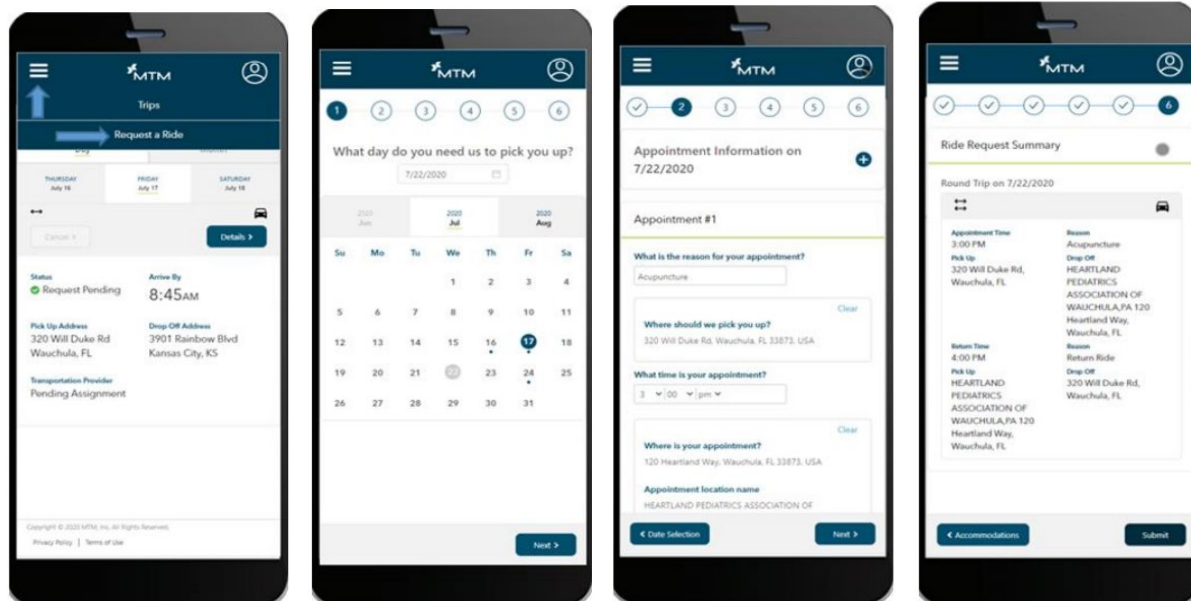 MTM
Trips
Request a Ride
Day
THURSDAY
July 16
FRIDAY
July 17
SATURDAY
July 18
Cancel >
Details >
Status
Request Pending
Arrive By
8:45AM
Pick Up Address
320 Will Duke Rd
Wauchula, FL
Drop Off Address
3901 Rainbow Blvd
Kansas City, KS
Transportation Provider
Pending Assignment
Copyright © 2020 MTM, Inc. All Rights Reserved.
Privacy Policy | Terms of Use
MTM
1 2 3 4 5 6
What day do you need us to pick you up?
7/22/2020
2020
Jun
2020
Jul
2020
Aug
Su Mo Tu We Th Fr Sa
1 2 3 4
5 6 7 8 9 10 11
12 13 14 15 16 17 18
19 20 21 22 23 24 25
26 27 28 29 30 31
Next >
MTM
2 3 4 5 6
Appointment Information on
7/22/2020
Appointment #1
What is the reason for your appointment?
Acupuncture
Clear
Where should we pick you up?
320 Will Duke Rd, Wauchula, FL 33873, USA
What time is your appointment?
3 00 pm
Clear
Where is your appointment?
120 Heartland Way, Wauchula, FL 33873, USA
Appointment location name
HEARTLAND PEDIATRICS ASSOCIATION OF
< Date Selection
Next >
MTM
6
Ride Request Summary
Round Trip on 7/22/2020
Appointment Time
3:00 PM
Reason
Acupuncture
Pick Up
320 Will Duke Rd,
Wauchula, FL
Drop Off
HEARTLAND
PEDIATRICS
ASSOCIATION OF
WAUCHULA,PA 120
Heartland Way,
Wauchula, FL
Return Time
4:00 PM
Reason
Return Ride
Pick Up
HEARTLAND
PEDIATRICS
ASSOCIATION OF
WAUCHULA,PA 120
Heartland Way,
Wauchula, FL
Drop Off
320 Will Duke Rd,
Wauchula, FL
< Accommodations
Submit